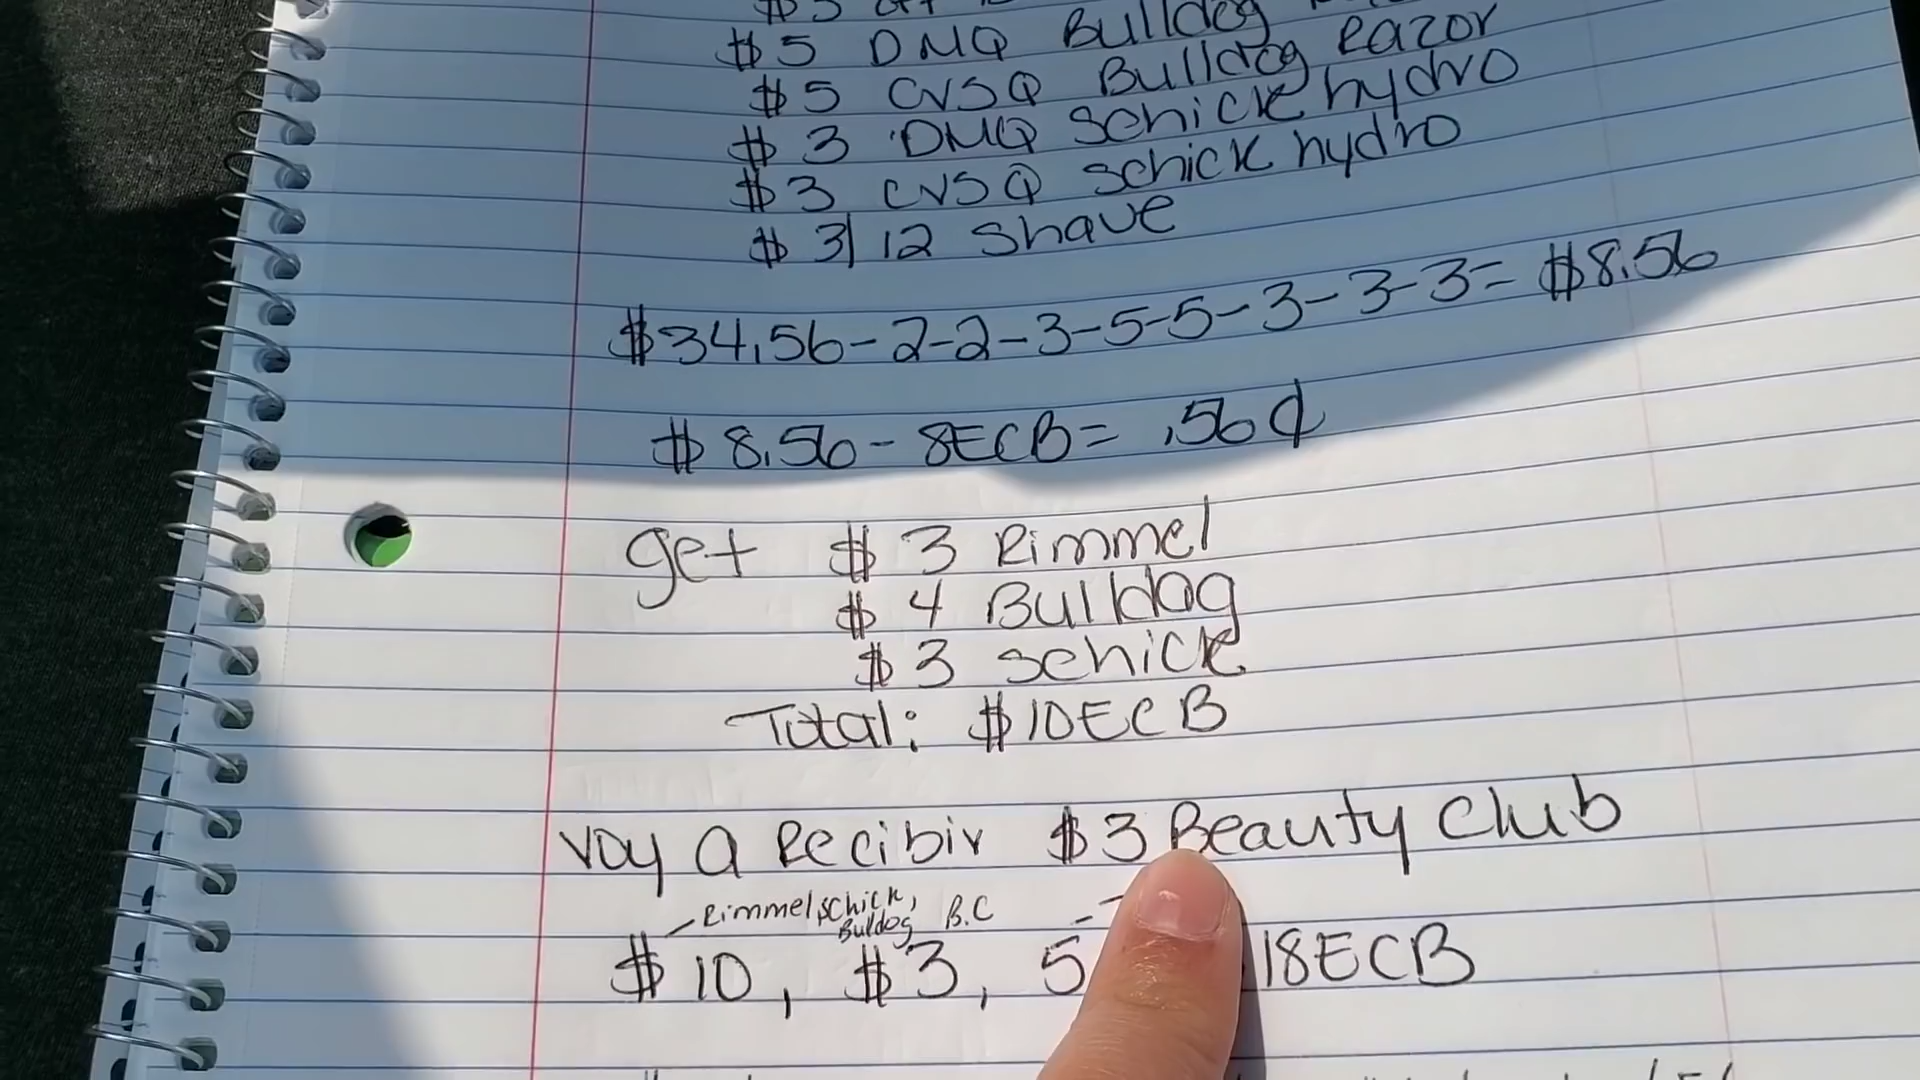 $5 DMQ Bulldog
$5 CVSQ Bulldog Razor
$3 DMQ Schick hydro
$3 CVSQ Schick hydro
$3/12 Shave
$34.56-2-2-3-5-5-3-3-3= $8.56
$8.56-8ECB= .56¢
get $3 Rimmel
$4 Bulldog
$3 Schick
Total: $10ECB
Voy a Recibir $3 Beauty Club
Rimmel, Schick, Buldog B.C
$10, $3, 5 18ECB